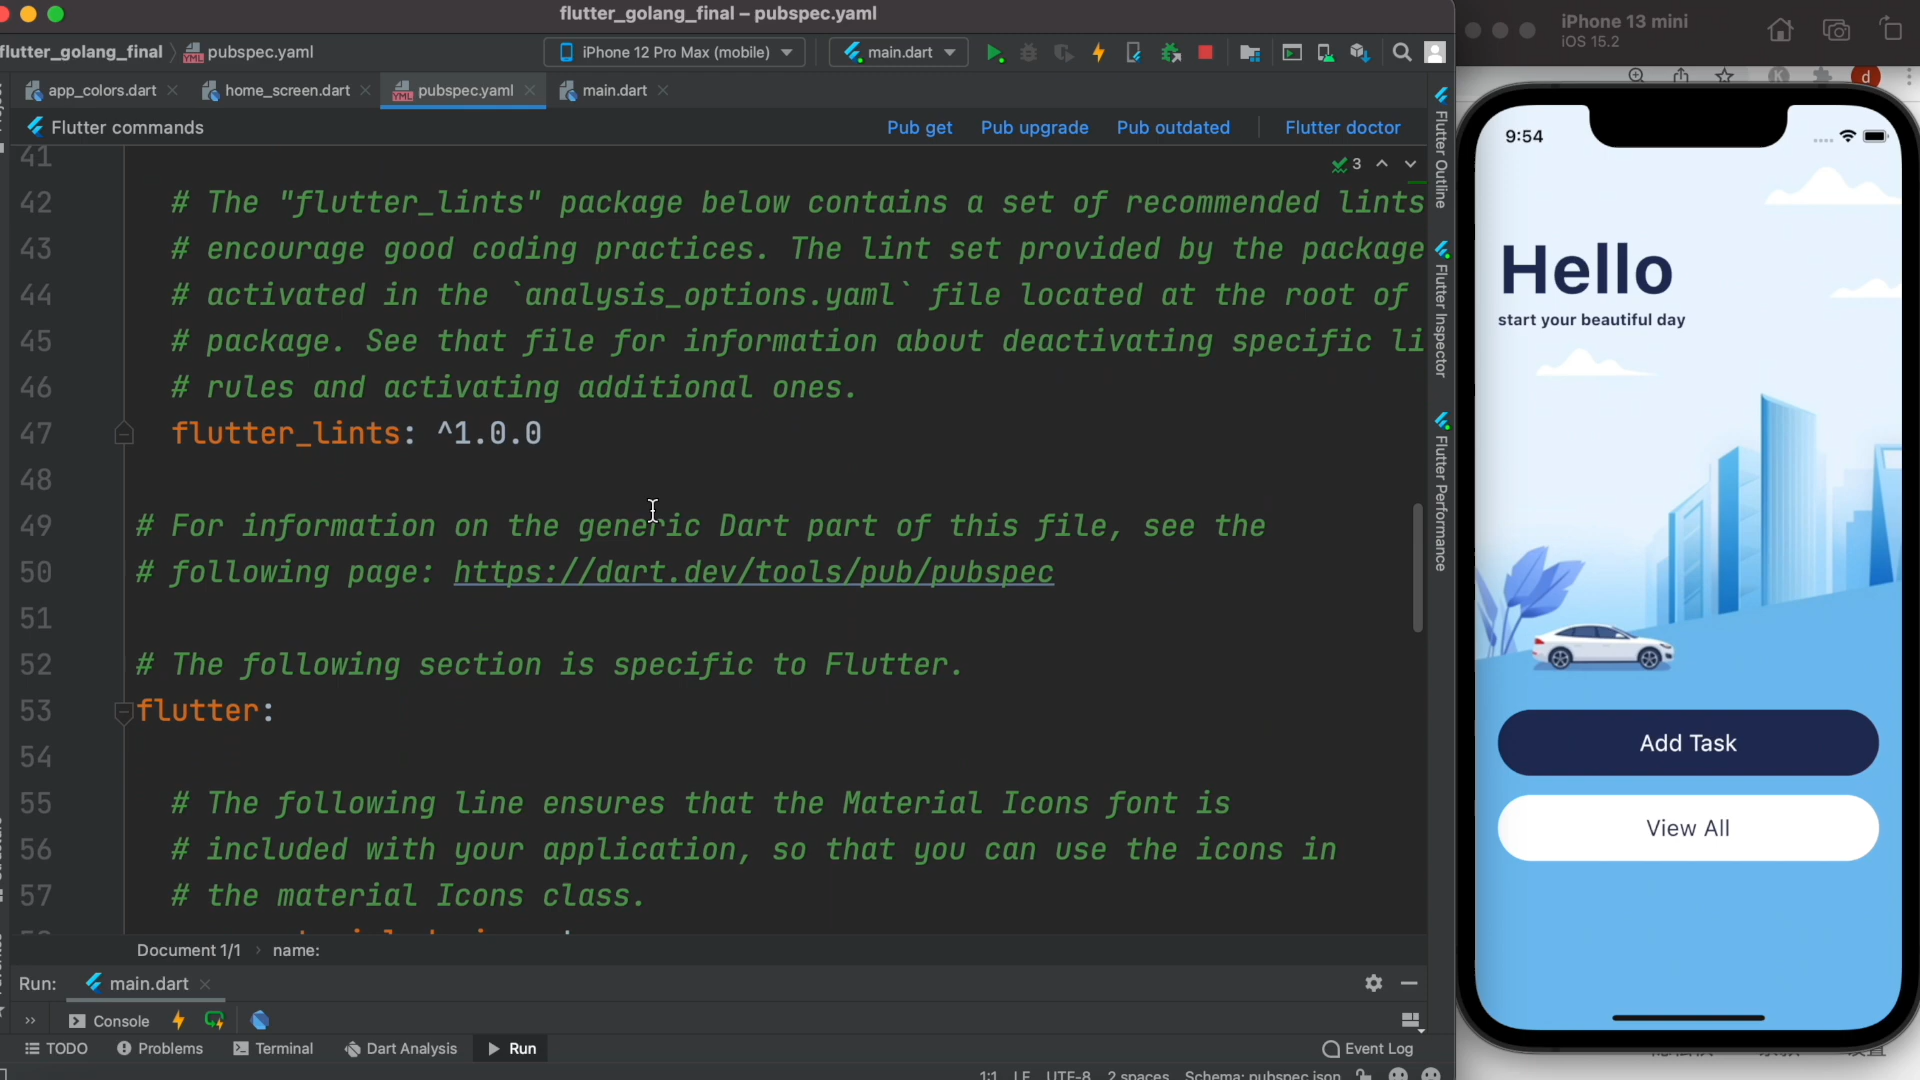 flutter_golang_final – pubspec.yaml
flutter_golang_final
pubspec.yaml
iPhone 12 Pro Max (mobile)
main.dart
app_colors.dart
home_screen.dart
pubspec.yaml
main.dart
Flutter commands
Pub get
Pub upgrade
Pub outdated
Flutter doctor
41
3
42 # The "flutter_lints" package below contains a set of recommended lints
43 # encourage good coding practices. The lint set provided by the package
44 # activated in the `analysis_options.yaml` file located at the root of
45 # package. See that file for information about deactivating specific li
46 # rules and activating additional ones.
47 flutter_lints: ^1.0.0
48
49 # For information on the generic Dart part of this file, see the
50 # following page: https://dart.dev/tools/pub/pubspec
51
52 # The following section is specific to Flutter.
53 flutter:
54
55 # The following line ensures that the Material Icons font is
56 # included with your application, so that you can use the icons in
57 # the material Icons class.
Document 1/1
name:
Run:
main.dart
Console
TODO
Problems
Terminal
Dart Analysis
Run
Event Log
1:1
LF
UTF-8
2 spaces
Schema: pubspec.json
Flutter Outline
Flutter Inspector
Flutter Performance
iPhone 13 mini
iOS 15.2
K
d
9:54
Hello
start your beautiful day
Add Task
View All